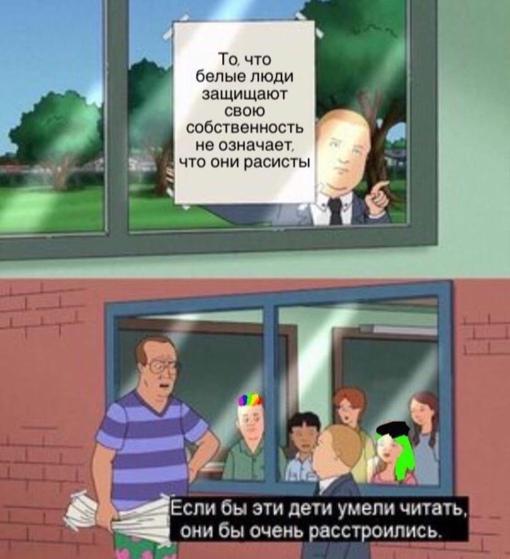 То, что
белые люди
защищают
свою
собственность
не означает,
что они расисты
Если бы эти дети умели читать,
они бы очень расстроились.